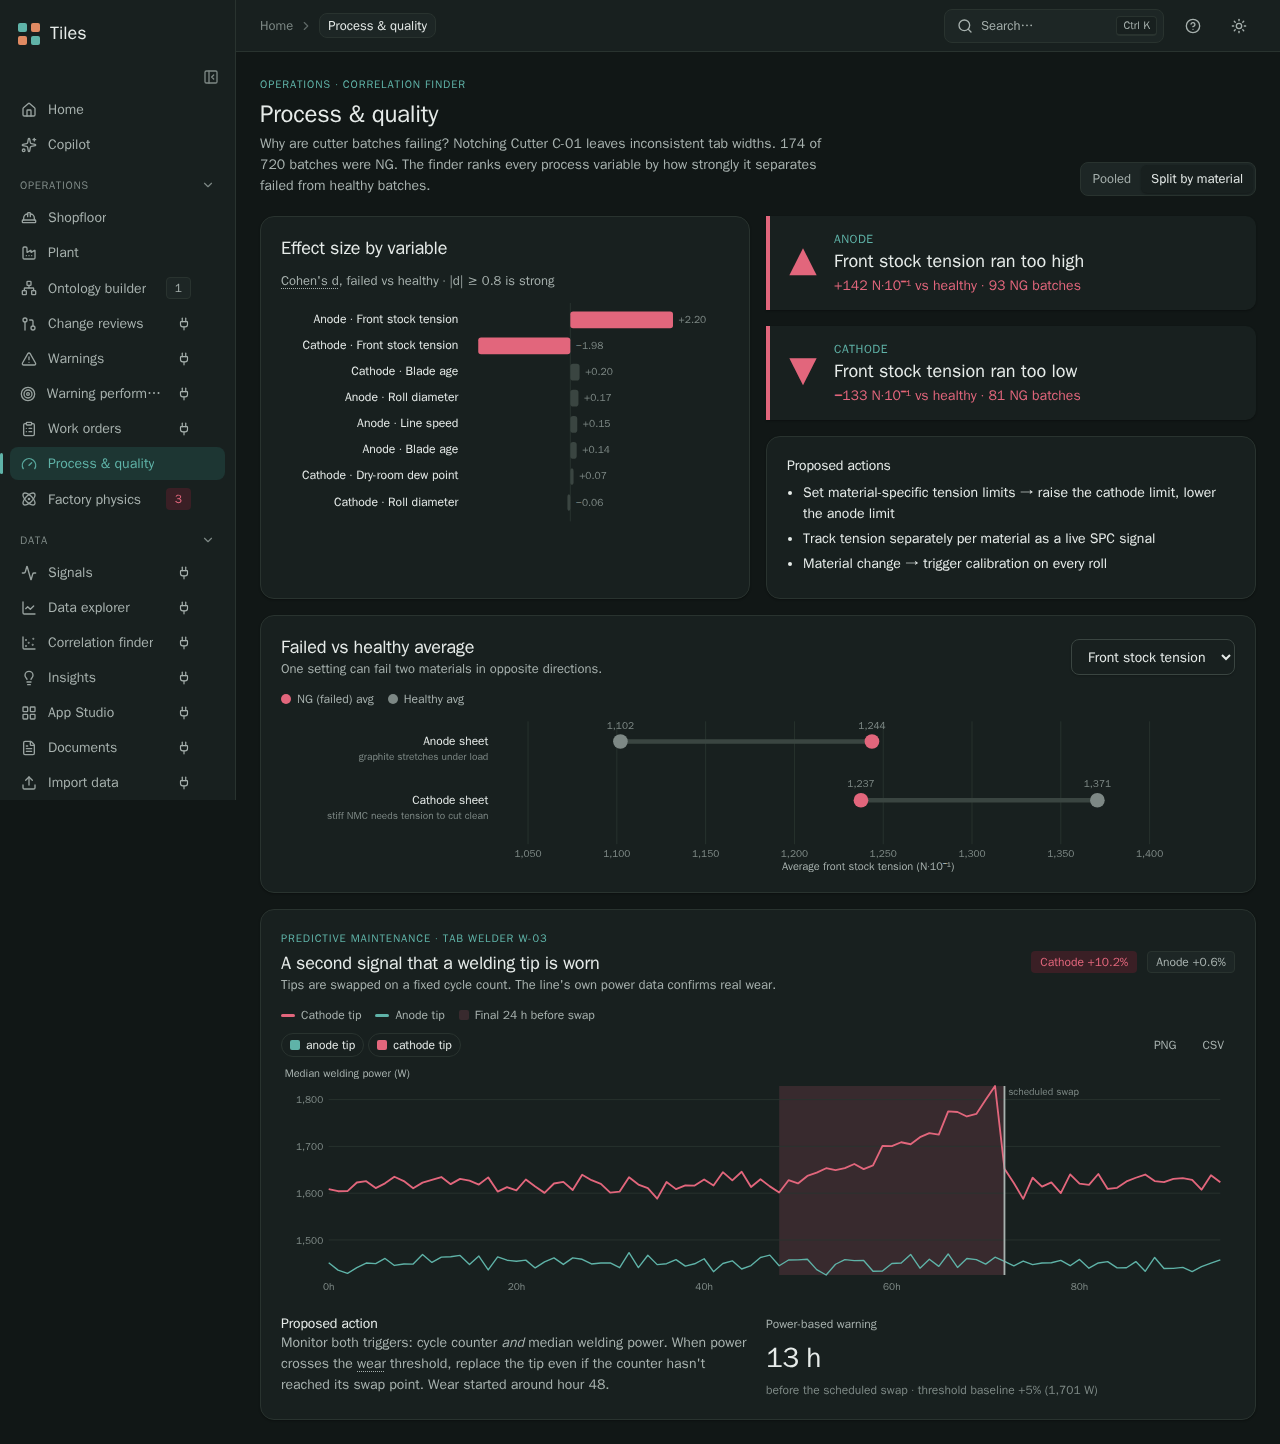 Tiles
Home
Copilot
OPERATIONS
Shopfloor
Plant
Ontology builder 1
Change reviews
Warnings
Warning perform···
Work orders
Process & quality
Factory physics 3
DATA
Signals
Data explorer
Correlation finder
Insights
App Studio
Documents
Import data
Home > Process & quality
Search··· Ctrl K
OPERATIONS · CORRELATION FINDER
Process & quality
Why are cutter batches failing? Notching Cutter C-01 leaves inconsistent tab widths. 174 of
720 batches were NG. The finder ranks every process variable by how strongly it separates
failed from healthy batches.
Pooled Split by material
Effect size by variable
Cohen's d, failed vs healthy · |d| ≥ 0.8 is strong
Anode · Front stock tension +2.20
Cathode · Front stock tension −1.98
Cathode · Blade age +0.20
Anode · Roll diameter +0.17
Anode · Line speed +0.15
Anode · Blade age +0.14
Cathode · Dry-room dew point +0.07
Cathode · Roll diameter −0.06
ANODE
Front stock tension ran too high
+142 N·10⁻¹ vs healthy · 93 NG batches
CATHODE
Front stock tension ran too low
−133 N·10⁻¹ vs healthy · 81 NG batches
Proposed actions
• Set material-specific tension limits → raise the cathode limit, lower
the anode limit
• Track tension separately per material as a live SPC signal
• Material change → trigger calibration on every roll
Failed vs healthy average
One setting can fail two materials in opposite directions.
Front stock tension
NG (failed) avg Healthy avg
1,102 1,244
Anode sheet
graphite stretches under load
1,237 1,371
Cathode sheet
stiff NMC needs tension to cut clean
1,050 1,100 1,150 1,200 1,250 1,300 1,350 1,400
Average front stock tension (N·10⁻¹)
PREDICTIVE MAINTENANCE · TAB WELDER W-03
A second signal that a welding tip is worn
Tips are swapped on a fixed cycle count. The line's own power data confirms real wear.
Cathode +10.2% Anode +0.6%
Cathode tip Anode tip Final 24 h before swap
anode tip cathode tip
PNG CSV
Median welding power (W)
scheduled swap
1,800
1,700
1,600
1,500
0h 20h 40h 60h 80h
Proposed action
Monitor both triggers: cycle counter and median welding power. When power
crosses the wear threshold, replace the tip even if the counter hasn't
reached its swap point. Wear started around hour 48.
Power-based warning
13 h
before the scheduled swap · threshold baseline +5% (1,701 W)